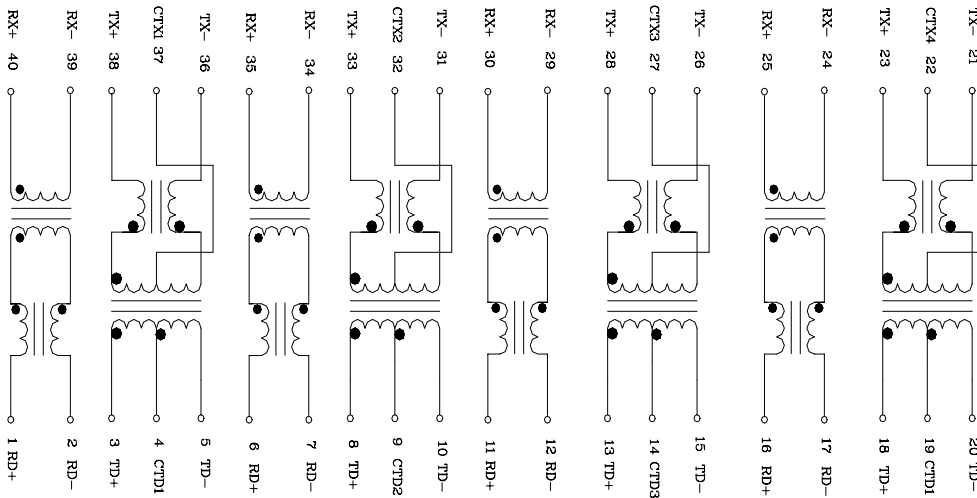 RX+ 40
RX- 39
TX+ 38
CTX1 37
TX- 36
RX+ 35
RX- 34
TX+ 33
CTX2 32
TX- 31
RX+ 30
RX- 29
TX+ 28
CTX3 27
TX- 26
RX+ 25
RX- 24
TX+ 23
CTX4 22
TX- 21
1 RD+
2 RD-
3 TD+
4 CTD1
5 TD-
6 RD+
7 RD-
8 TD+
9 CTD2
10 TD-
11 RD+
12 RD-
13 TD+
14 CTD3
15 TD-
16 RD+
17 RD-
18 TD+
19 CTD1
20 TD-